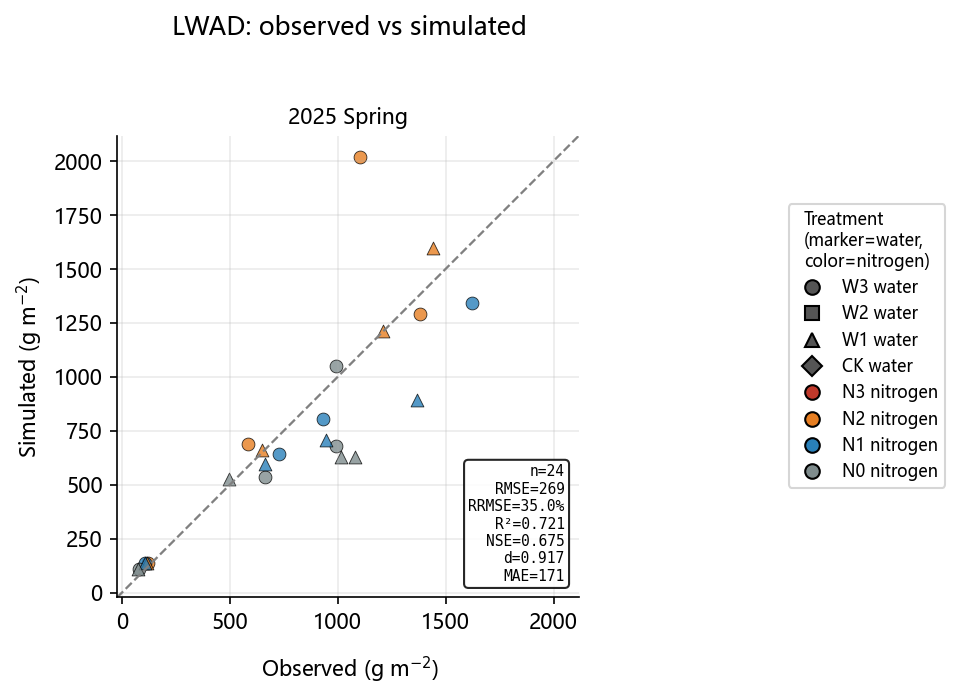 LWAD: observed vs simulated
2025 Spring
Simulated (g m⁻²)
2000
1750
1500
1250
1000
750
500
250
0
0 500 1000 1500 2000
Observed (g m⁻²)
n=24
RMSE=269
RRMSE=35.0%
R²=0.721
NSE=0.675
d=0.917
MAE=171
Treatment
(marker=water,
color=nitrogen)
W3 water
W2 water
W1 water
CK water
N3 nitrogen
N2 nitrogen
N1 nitrogen
N0 nitrogen